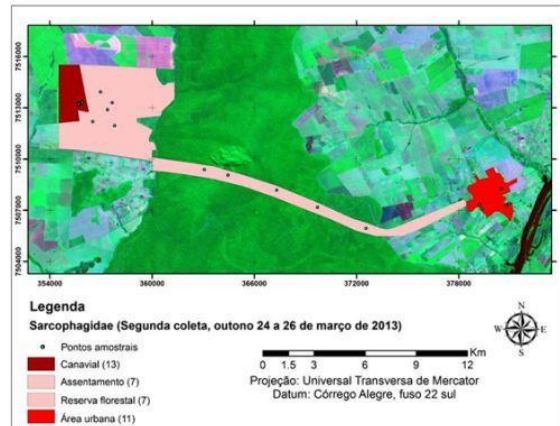 7516000
7513000
7510000
7507000
7504000
354000 360000 366000 372000 378000
Legenda
Sarcophagidae (Segunda coleta, outono 24 a 26 de março de 2013)
Pontos amostrais
Canavial (13)
Assentamento (7)
Reserva florestal (7)
Área urbana (11)
N
W E
S
Km
0 1.5 3 6 9 12
Projeção: Universal Transversa de Mercator
Datum: Córrego Alegre, fuso 22 sul